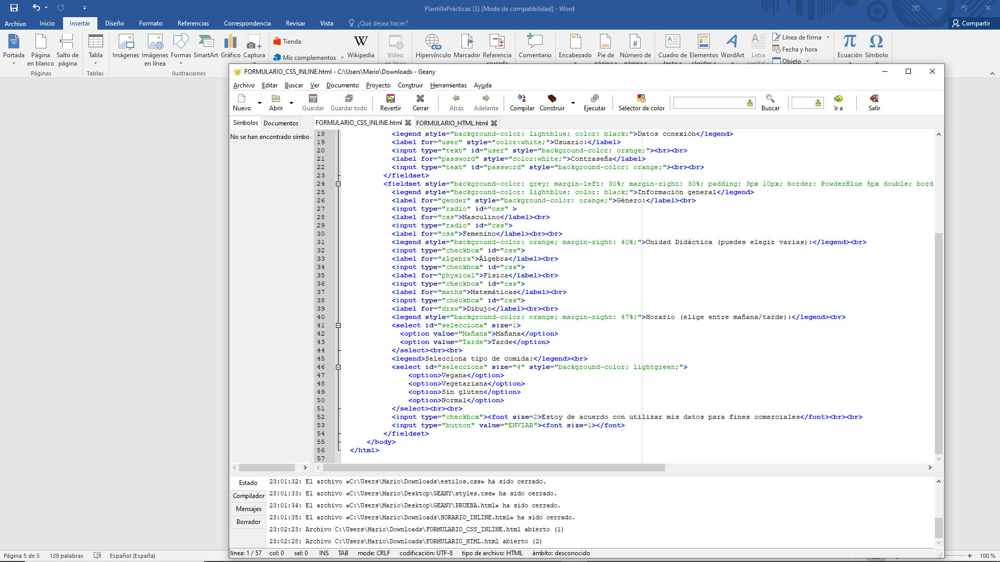 PlantillaPrácticas (3) [Modo de compatibilidad] - Word
Archivo Inicio Insertar Diseño Formato Referencias Correspondencia Revisar Vista ¿Qué desea hacer? Compartir
Portada
Página en blanco
Salto de página
Páginas
Tabla
Tablas
Imágenes
Imágenes en línea
Formas
SmartArt
Gráfico
Captura
Ilustraciones
Tienda
Mis complementos
W
Wikipedia
Vídeo en línea
Hipervínculo
Marcador
Referencia cruzada
Comentario
Encabezado
Pie de página
Número de página
Cuadro de texto
Elementos rápidos
WordArt
Letra capital
Línea de firma
Fecha y hora
Objeto
Ecuación
Símbolo
FORMULARIO_CSS_INLINE.html - C:\Users\Mario\Downloads - Geany
Archivo Editar Buscar Ver Documento Proyecto Construir Herramientas Ayuda
Nuevo Abrir Guardar Guardar todo Revertir Cerrar Atrás Adelante Compilar Construir Ejecutar Selector de color Buscar Ir a Salir
Símbolos Documentos
No se han encontrado símbo
FORMULARIO_CSS_INLINE.html FORMULARIO_HTML.html
18 <legend style="background-color: lightblue; color: black;">Datos conexión</legend>
19 <label for="user" style="color:white;">Usuario:</label>
20 <input type="text" id="user" style="background-color: orange;"><br><br>
21 <label for="password" style="color:white;">Contraseña</label>
22 <input type="text" id="password" style="background-color: orange;"><br><br>
23 </fieldset>
24 <fieldset style="background-color: grey; margin-left: 30%; margin-right: 30%; padding: 3px 10px; border: PowderBlue 5px double; bord
25 <legend style="background-color: lightblue; color: black;">Información general</legend>
26 <label for="gender" style="background-color: orange;">Género:</label><br>
27 <input type="radio" id="css" >
28 <label for="css">Masculino</label><br>
29 <input type="radio" id="css">
30 <label for="css">Femenino</label><br><br>
31 <legend style="background-color: orange; margin-right: 40%;">Unidad Didáctica (puedes elegir varias):</legend><br>
32 <input type="checkbox" id="css">
33 <label for="algebra">Álgebra</label><br>
34 <input type="checkbox" id="css">
35 <label for="physical">Física</label><br>
36 <input type="checkbox" id="css">
37 <label for="maths">Matemáticas</label><br>
38 <input type="checkbox" id="css">
39 <label for="draw">Dibujo</label><br><br>
40 <legend style="background-color: orange; margin-right: 47%;">Horario (elige entre mañana/tarde):</legend><br>
41 <select id="selecciona" size=1>
42 <option value="Mañana">Mañana</option>
43 <option value="Tarde">Tarde</option>
44 </select><br><br>
45 <legend>Selecciona tipo de comida:</legend><br>
46 <select id="selecciona" size="4" style="background-color: lightgreen;">
47 <option>Vegana</option>
48 <option>Vegetariana</option>
49 <option>Sin gluten</option>
50 <option>Normal</option>
51 </select><br><br>
52 <input type="checkbox"><font size=2>Estoy de acuerdo con utilizar mis datos para fines comerciales</font><br><br>
53 <input type="button" value="ENVIAR"><font size=1></font>
54 </fieldset>
55 </body>
56 </html>
57
Estado
Compilador
Mensajes
Borrador
23:01:32: El archivo «C:\Users\Mario\Downloads\estilos.css» ha sido cerrado.
23:01:33: El archivo «C:\Users\Mario\Desktop\GEANY\styles.css» ha sido cerrado.
23:01:34: El archivo «C:\Users\Mario\Desktop\GEANY\PRUEBA.html» ha sido cerrado.
23:01:35: El archivo «C:\Users\Mario\Downloads\HORARIO_INLINE.html» ha sido cerrado.
23:02:23: Archivo C:\Users\Mario\Downloads\FORMULARIO_CSS_INLINE.html abierto (1)
23:02:28: Archivo C:\Users\Mario\Downloads\FORMULARIO_HTML.html abierto (2)
línea: 1 / 57 col: 0 sel: 0 INS TAB mode: CRLF codificación: UTF-8 tipo de archivo: HTML ámbito: desconocido
Página 5 de 5 139 palabras Español (España) 100 %